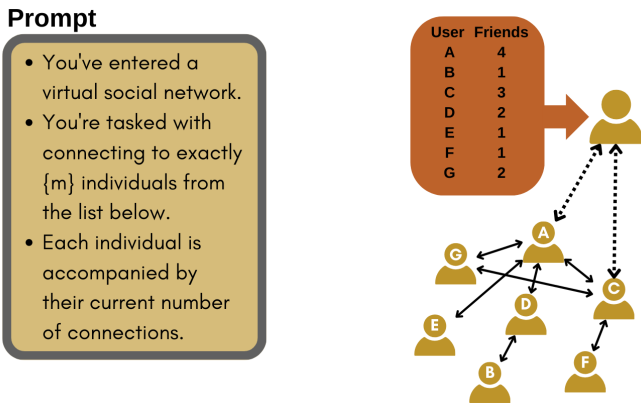 Prompt
• You've entered a
virtual social network.
• You're tasked with
connecting to exactly
{m} individuals from
the list below.
• Each individual is
accompanied by
their current number
of connections.
User Friends
A 4
B 1
C 3
D 2
E 1
F 1
G 2
A
G
C
D
E
B
F